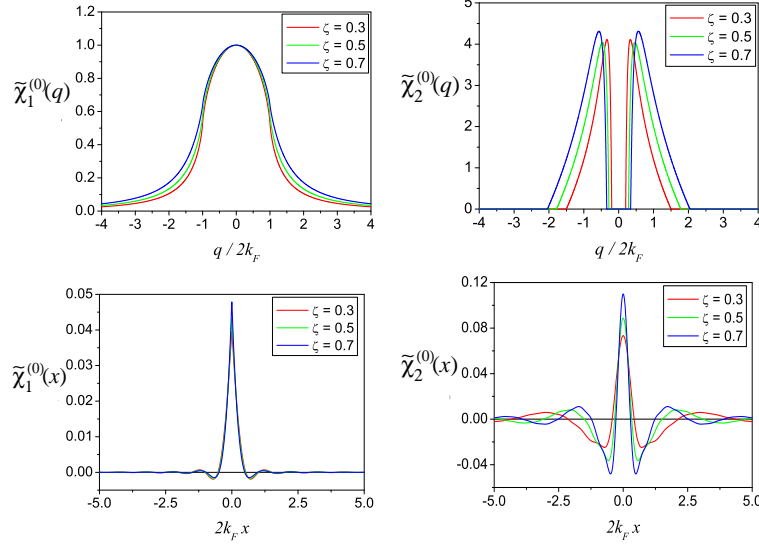 1.2
1.0
0.8
0.6
0.4
0.2
0.0
χ̃₁⁽⁰⁾(q)
ζ = 0.3
ζ = 0.5
ζ = 0.7
-4 -3 -2 -1 0 1 2 3 4
q / 2k_F
5
4
3
2
1
0
χ̃₂⁽⁰⁾(q)
ζ = 0.3
ζ = 0.5
ζ = 0.7
-4 -3 -2 -1 0 1 2 3 4
q / 2k_F
0.05
0.04
0.03
0.02
0.01
0.00
χ̃₁⁽⁰⁾(x)
ζ = 0.3
ζ = 0.5
ζ = 0.7
-5.0 -2.5 0.0 2.5 5.0
2k_F x
0.12
0.08
0.04
0.00
-0.04
χ̃₂⁽⁰⁾(x)
ζ = 0.3
ζ = 0.5
ζ = 0.7
-5.0 -2.5 0.0 2.5 5.0
2k_F x